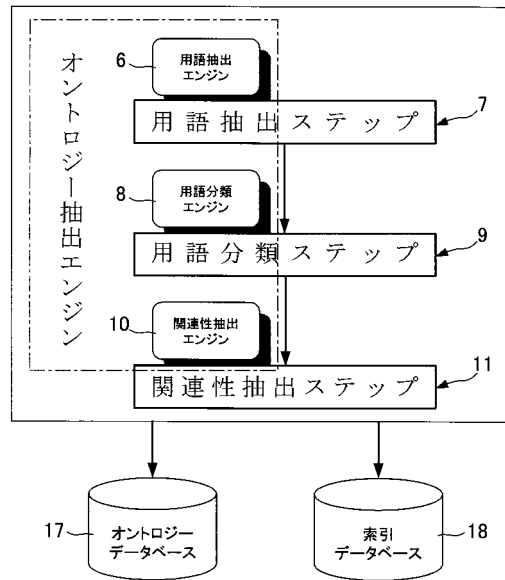 オントロジー抽出エンジン
6
用語抽出
エンジン
用語抽出ステップ
7
8
用語分類
エンジン
用語分類ステップ
9
10
関連性抽出
エンジン
関連性抽出ステップ
11
17
オントロジー
データベース
索引
データベース
18